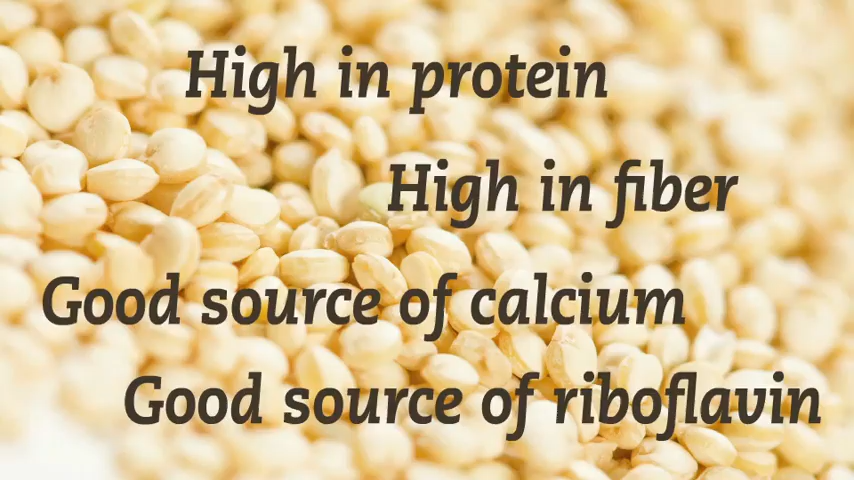 High in protein
High in fiber
Good source of calcium
Good source of riboflavin